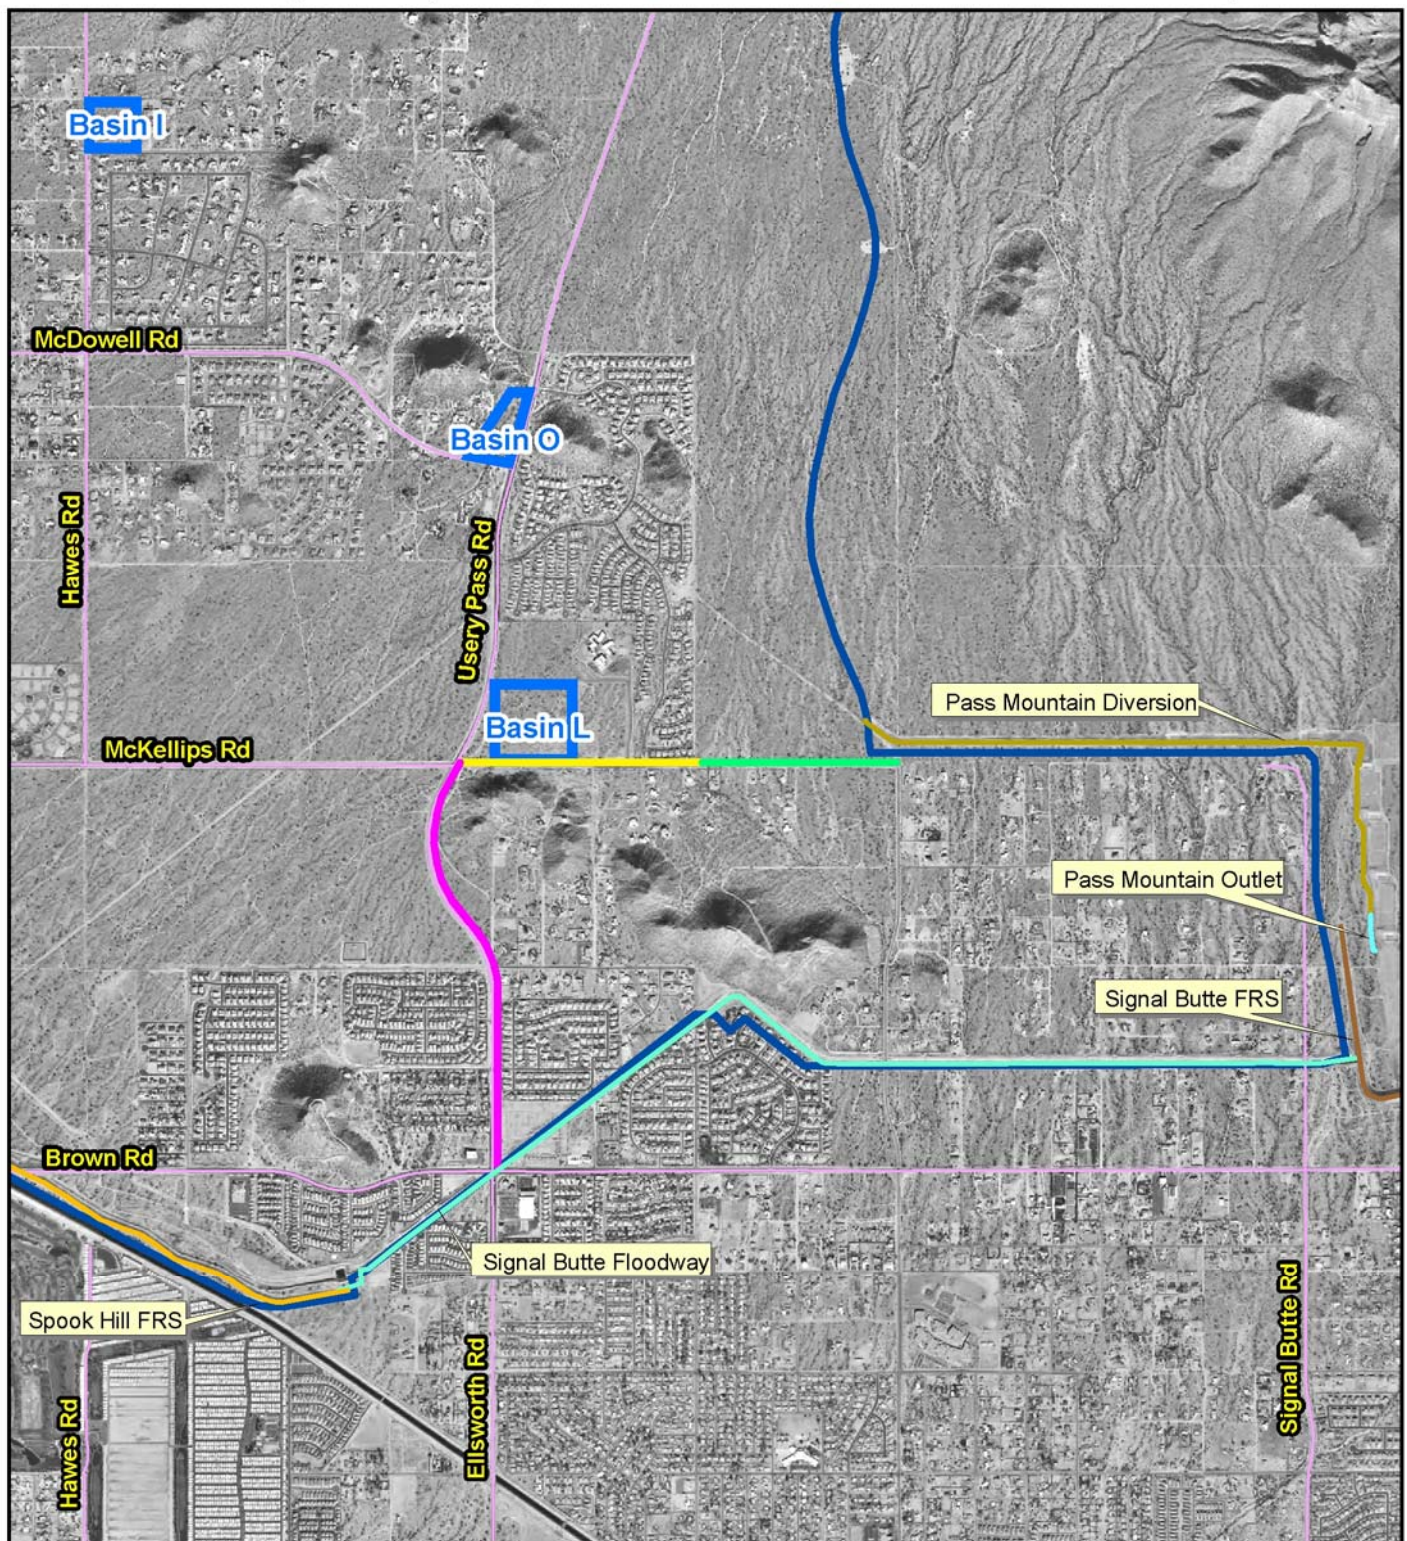 Basin I
McDowell Rd
Basin O
Hawes Rd
Usery Pass Rd
Pass Mountain Diversion
Basin L
McKellips Rd
Pass Mountain Outlet
Signal Butte FRS
Brown Rd
Signal Butte Floodway
Spook Hill FRS
Signal Butte Rd
Ellsworth Rd
Hawes Rd